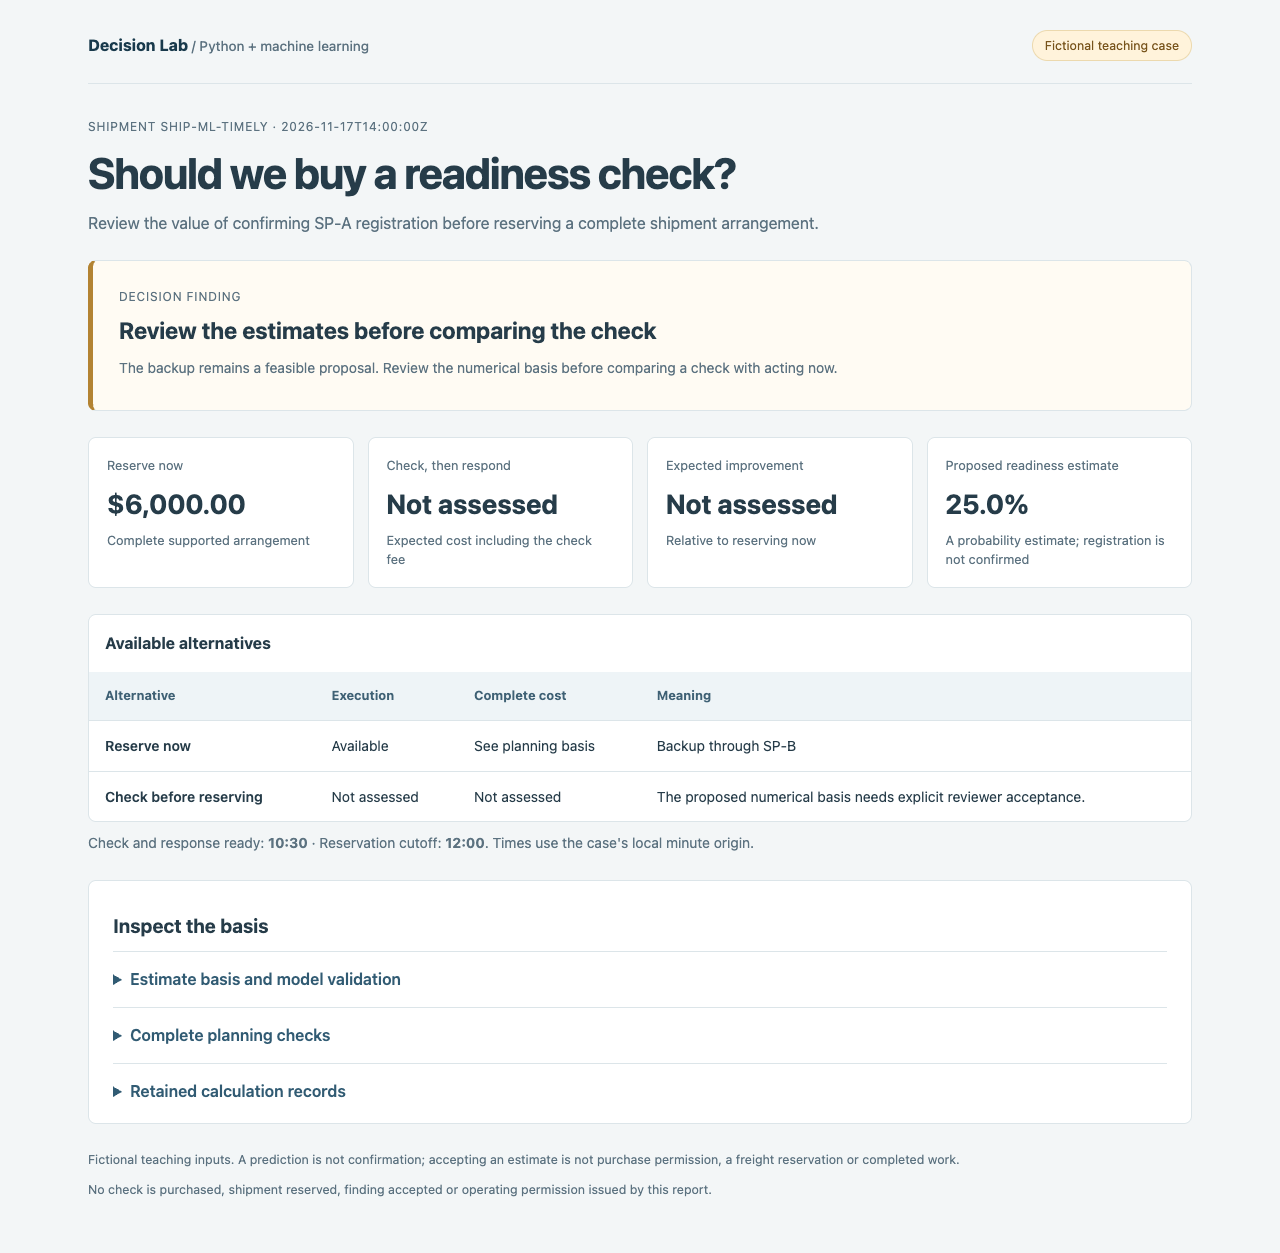 Decision Lab / Python + machine learning
Fictional teaching case
SHIPMENT SHIP-ML-TIMELY · 2026-11-17T14:00:00Z
Should we buy a readiness check?
Review the value of confirming SP-A registration before reserving a complete shipment arrangement.
DECISION FINDING
Review the estimates before comparing the check
The backup remains a feasible proposal. Review the numerical basis before comparing a check with acting now.
Reserve now
$6,000.00
Complete supported arrangement
Check, then respond
Not assessed
Expected cost including the check
fee
Expected improvement
Not assessed
Relative to reserving now
Proposed readiness estimate
25.0%
A probability estimate; registration is
not confirmed
Available alternatives
Alternative Execution Complete cost Meaning
Reserve now Available See planning basis Backup through SP-B
Check before reserving Not assessed Not assessed The proposed numerical basis needs explicit reviewer acceptance.
Check and response ready: 10:30 · Reservation cutoff: 12:00. Times use the case's local minute origin.
Inspect the basis
Estimate basis and model validation
Complete planning checks
Retained calculation records
Fictional teaching inputs. A prediction is not confirmation; accepting an estimate is not purchase permission, a freight reservation or completed work.
No check is purchased, shipment reserved, finding accepted or operating permission issued by this report.